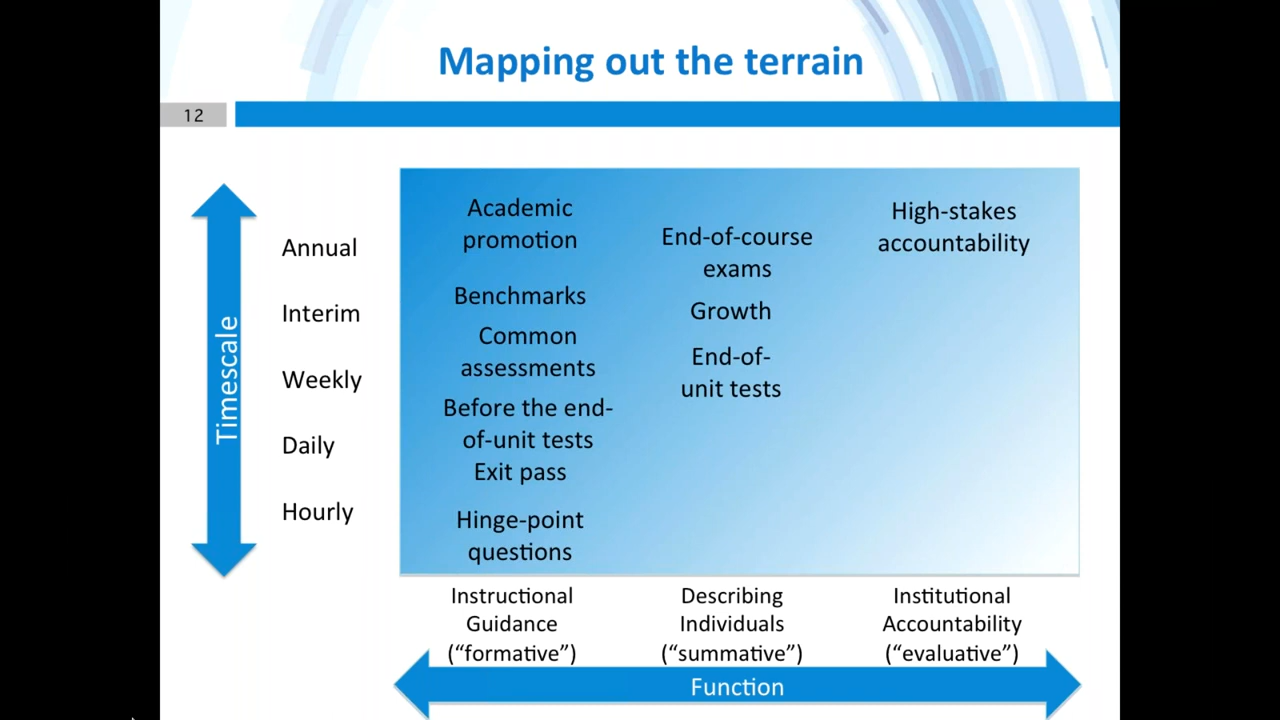 Mapping out the terrain
12
Timescale
Annual
Interim
Weekly
Daily
Hourly
Academic
promotion
Benchmarks
Common
assessments
Before the end-
of-unit tests
Exit pass
Hinge-point
questions
End-of-course
exams
Growth
End-of-
unit tests
High-stakes
accountability
Instructional
Guidance
(“formative”)
Describing
Individuals
(“summative”)
Institutional
Accountability
(“evaluative”)
Function